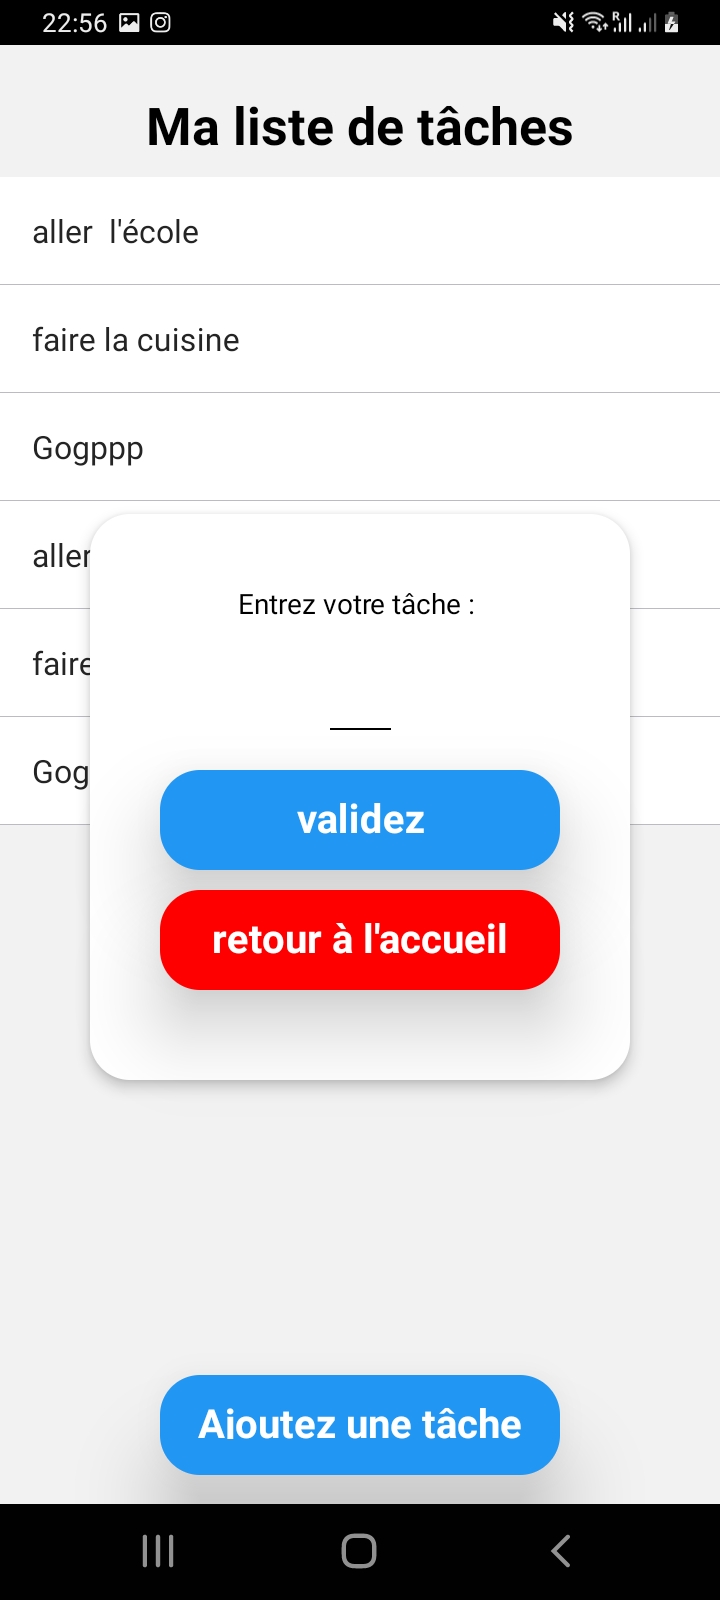 22:56
Ma liste de tâches
aller  l'école
faire la cuisine
Gogppp
aller
faire
Gog
Entrez votre tâche :
validez
retour à l'accueil
Aioutez une tâche